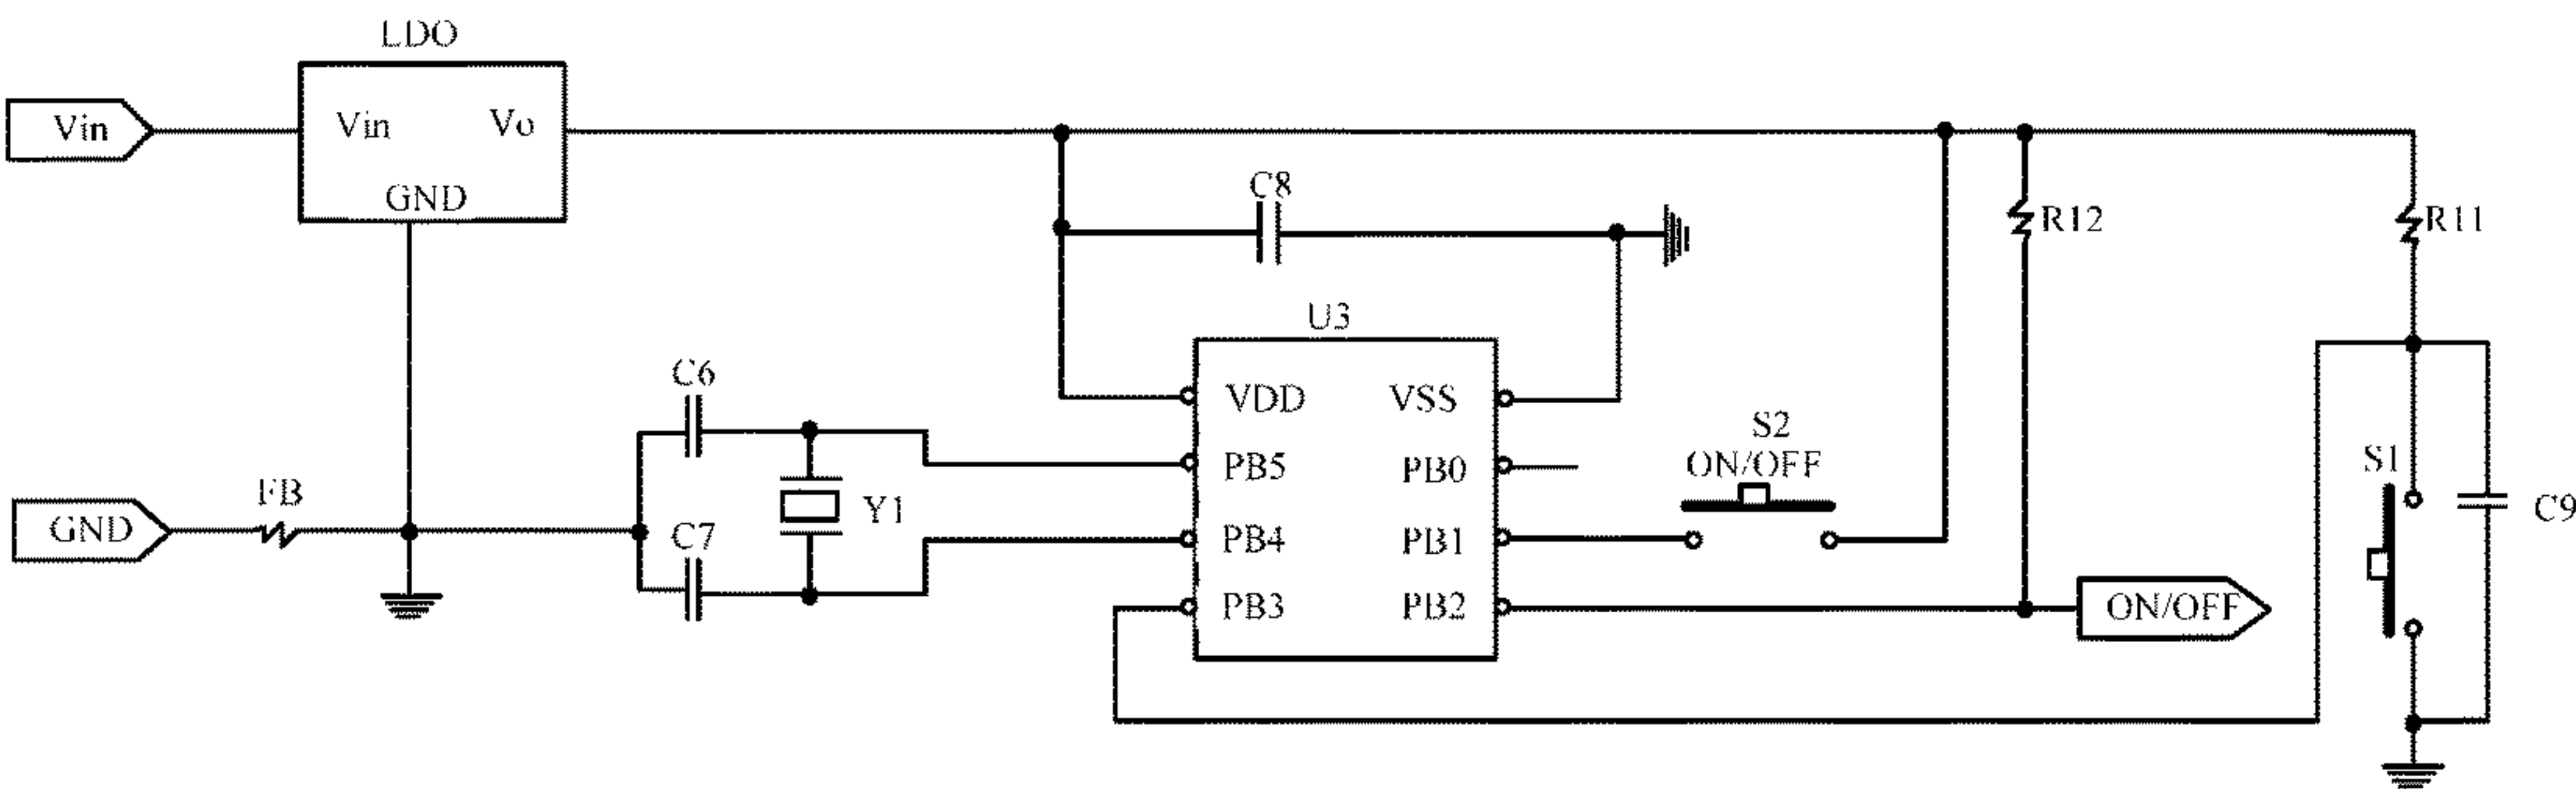 LDO
Vin
Vin
Vo
GND
C8
R12
R11
U3
C6
VDD
VSS
S2
ON/OFF
PB5
PB0
S1
FB
GND
Y1
C9
C7
PB4
PB1
PB3
PB2
ON/OFF